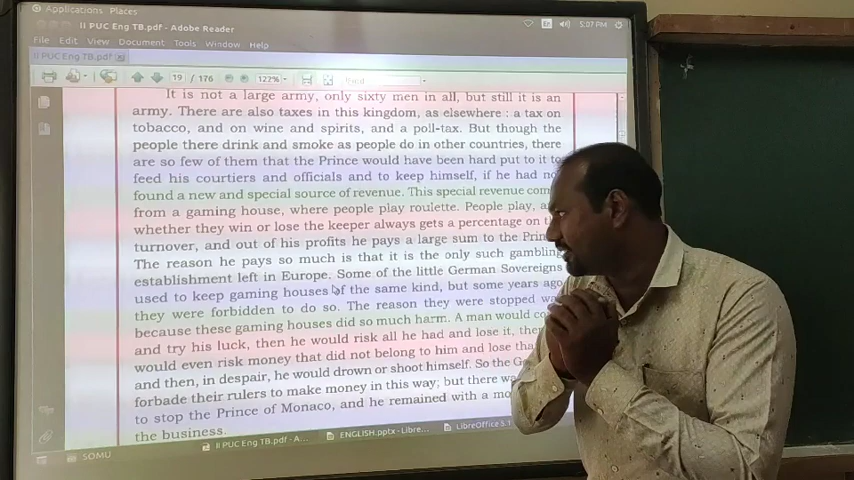 Applications Places
En 5:07 PM
II PUC Eng TB.pdf - Adobe Reader
File Edit View Document Tools Window Help
II PUC Eng TB.pdf
19 / 176 122%
It is not a large army, only sixty men in all, but still it is an
army. There are also taxes in this kingdom, as elsewhere : a tax on
tobacco, and on wine and spirits, and a poll-tax. But though the
people there drink and smoke as people do in other countries, there
are so few of them that the Prince would have been hard put to it to
feed his courtiers and officials and to keep himself, if he had
found a new and special source of revenue. This special revenue
from a gaming house, where people play roulette. People play,
whether they win or lose the keeper always gets a percentage on
turnover, and out of his profits he pays a large sum to the
The reason he pays so much is that it is the only such gambling
establishment left in Europe. Some of the little German Sovereigns
used to keep gaming houses of the same kind, but some years ago
they were forbidden to do so. The reason they were stopped
because these gaming houses did so much harm. A man would
and try his luck, then he would risk all he had and lose it,
would even risk money that did not belong to him and lose
and then, in despair, he would drown or shoot himself. So the
forbade their rulers to make money in this way; but there
to stop the Prince of Monaco, and he remained with a
the business.
II PUC Eng TB.pdf - A... ENGLISH.pptx - Libre... LibreOffice 5.1
SOMU